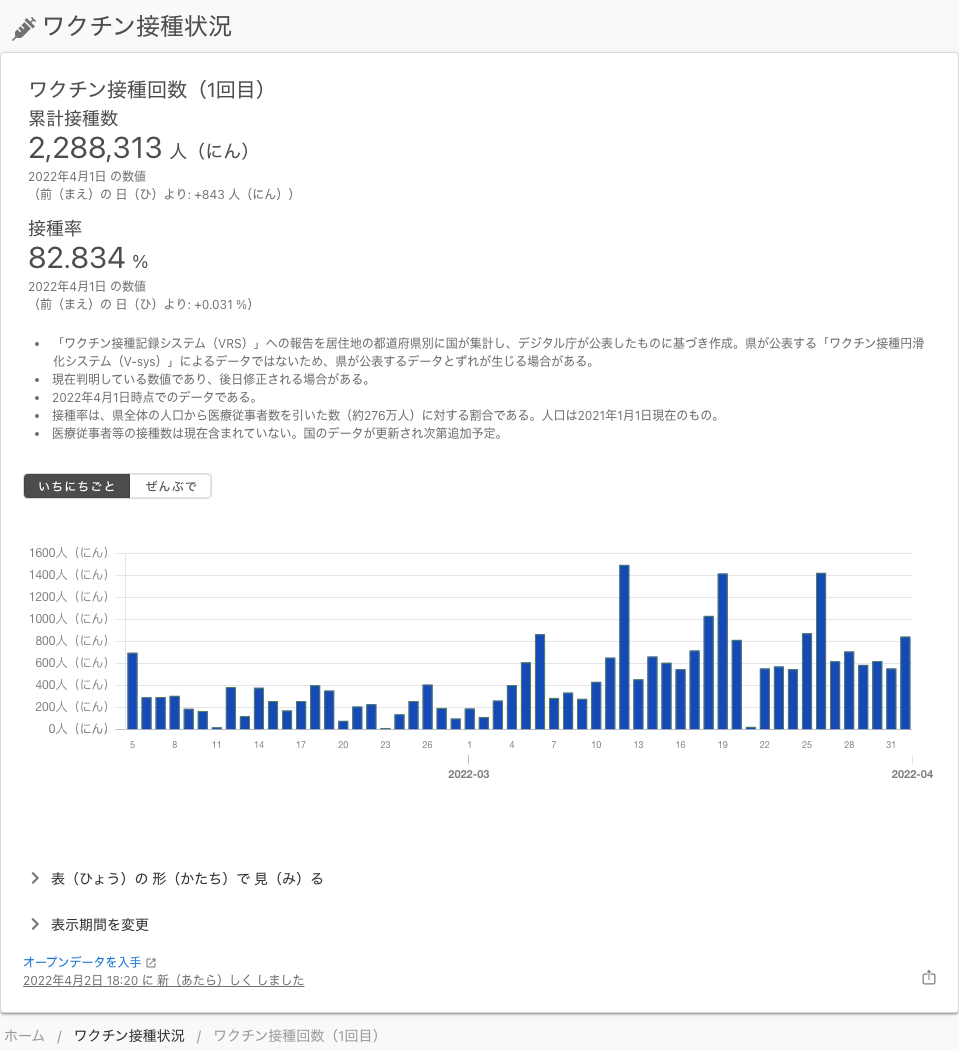 ワクチン接種状況
ワクチン接種回数（1回目）
累計接種数
2,288,313 人（にん）
2022年4月1日 の数値
（前（まえ）の 日（ひ）より: +843 人（にん））
接種率
82.834 %
2022年4月1日 の数値
（前（まえ）の 日（ひ）より: +0.031 %）
• 「ワクチン接種記録システム（VRS）」への報告を居住地の都道府県別に国が集計し、デジタル庁が公表したものに基づき作成。県が公表する「ワクチン接種円滑
化システム（V-sys）」によるデータではないため、県が公表するデータとずれが生じる場合がある。
• 現在判明している数値であり、後日修正される場合がある。
• 2022年4月1日時点でのデータである。
• 接種率は、県全体の人口から医療従事者数を引いた数（約276万人）に対する割合である。人口は2021年1月1日現在のもの。
• 医療従事者等の接種数は現在含まれていない。国のデータが更新され次第追加予定。
いちにちごと ぜんぶで
1600人（にん）
1400人（にん）
1200人（にん）
1000人（にん）
800人（にん）
600人（にん）
400人（にん）
200人（にん）
0人（にん）
5 8 11 14 17 20 23 26 1 4 7 10 13 16 19 22 25 28 31
2022-03 2022-04
表（ひょう）の 形（かたち）で 見（み）る
表示期間を変更
オープンデータを入手
2022年4月2日 18:20 に 新（あたら）しく しました
ホーム / ワクチン接種状況 / ワクチン接種回数（1回目）